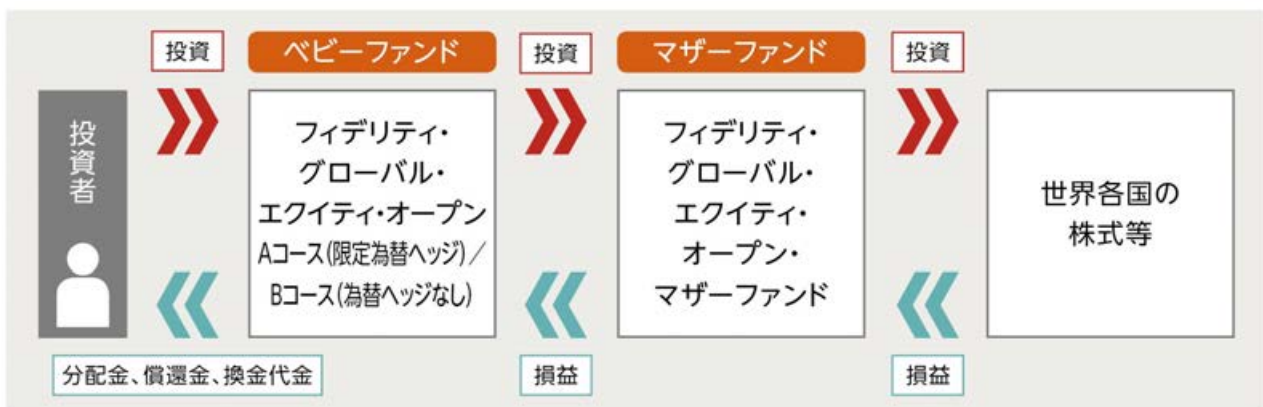 投資
ベビーファンド
投資
マザーファンド
投資
投資者
フィデリティ・
グローバル・
エクイティ・オープン
Aコース(限定為替ヘッジ)/
Bコース(為替ヘッジなし)
フィデリティ・
グローバル・
エクイティ・
オープン・
マザーファンド
世界各国の
株式等
分配金、償還金、換金代金
損益
損益